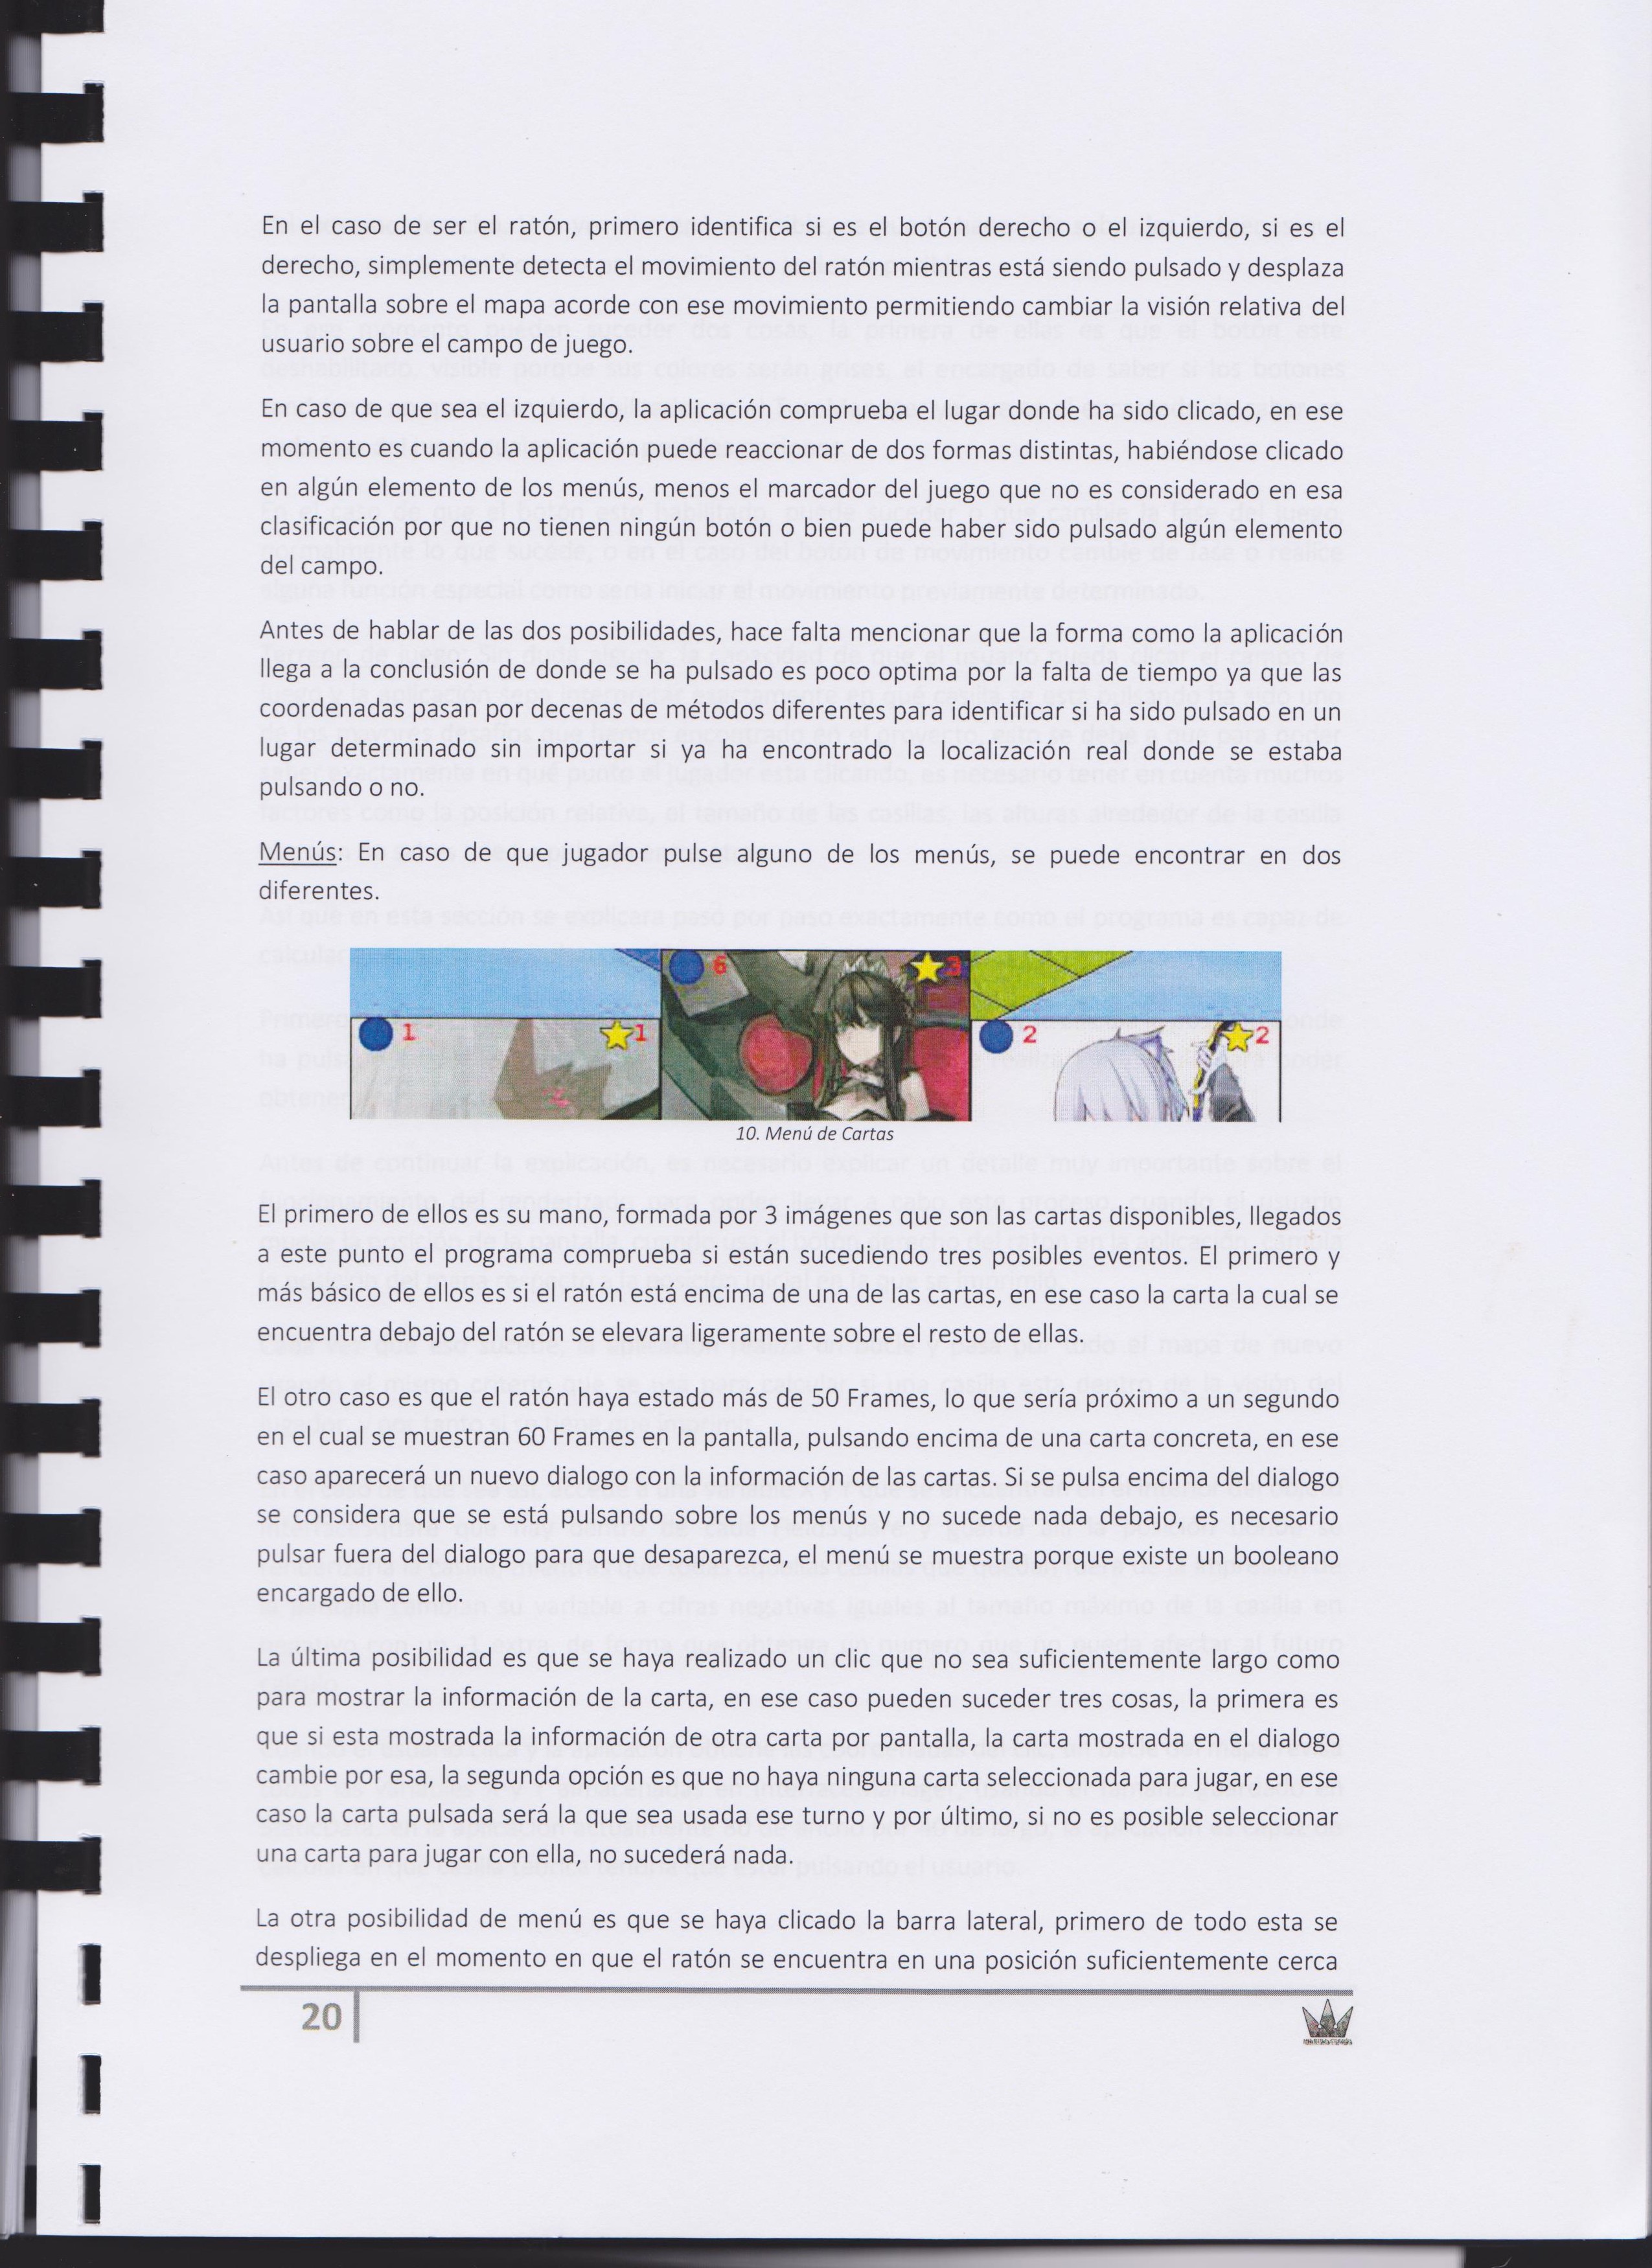 En el caso de ser el ratón, primero identifica si es el botón derecho o el izquierdo, si es el
derecho, simplemente detecta el movimiento del ratón mientras está siendo pulsado y desplaza
la pantalla sobre el mapa acorde con ese movimiento permitiendo cambiar la visión relativa del
usuario sobre el campo de juego.
En caso de que sea el izquierdo, la aplicación comprueba el lugar donde ha sido clicado, en ese
momento es cuando la aplicación puede reaccionar de dos formas distintas, habiéndose clicado
en algún elemento de los menús, menos el marcador del juego que no es considerado en esa
clasificación por que no tienen ningún botón o bien puede haber sido pulsado algún elemento
del campo.
Antes de hablar de las dos posibilidades, hace falta mencionar que la forma como la aplicación
llega a la conclusión de donde se ha pulsado es poco optima por la falta de tiempo ya que las
coordenadas pasan por decenas de métodos diferentes para identificar si ha sido pulsado en un
lugar determinado sin importar si ya ha encontrado la localización real donde se estaba
pulsando o no.
Menús: En caso de que jugador pulse alguno de los menús, se puede encontrar en dos
diferentes.
6 3
1 1 2 2
10. Menú de Cartas
El primero de ellos es su mano, formada por 3 imágenes que son las cartas disponibles, llegados
a este punto el programa comprueba si están sucediendo tres posibles eventos. El primero y
más básico de ellos es si el ratón está encima de una de las cartas, en ese caso la carta la cual se
encuentra debajo del ratón se elevara ligeramente sobre el resto de ellas.
El otro caso es que el ratón haya estado más de 50 Frames, lo que sería próximo a un segundo
en el cual se muestran 60 Frames en la pantalla, pulsando encima de una carta concreta, en ese
caso aparecerá un nuevo dialogo con la información de las cartas. Si se pulsa encima del dialogo
se considera que se está pulsando sobre los menús y no sucede nada debajo, es necesario
pulsar fuera del dialogo para que desaparezca, el menú se muestra porque existe un booleano
encargado de ello.
La última posibilidad es que se haya realizado un clic que no sea suficientemente largo como
para mostrar la información de la carta, en ese caso pueden suceder tres cosas, la primera es
que si esta mostrada la información de otra carta por pantalla, la carta mostrada en el dialogo
cambie por esa, la segunda opción es que no haya ninguna carta seleccionada para jugar, en ese
caso la carta pulsada será la que sea usada ese turno y por último, si no es posible seleccionar
una carta para jugar con ella, no sucederá nada.
La otra posibilidad de menú es que se haya clicado la barra lateral, primero de todo esta se
despliega en el momento en que el ratón se encuentra en una posición suficientemente cerca
20